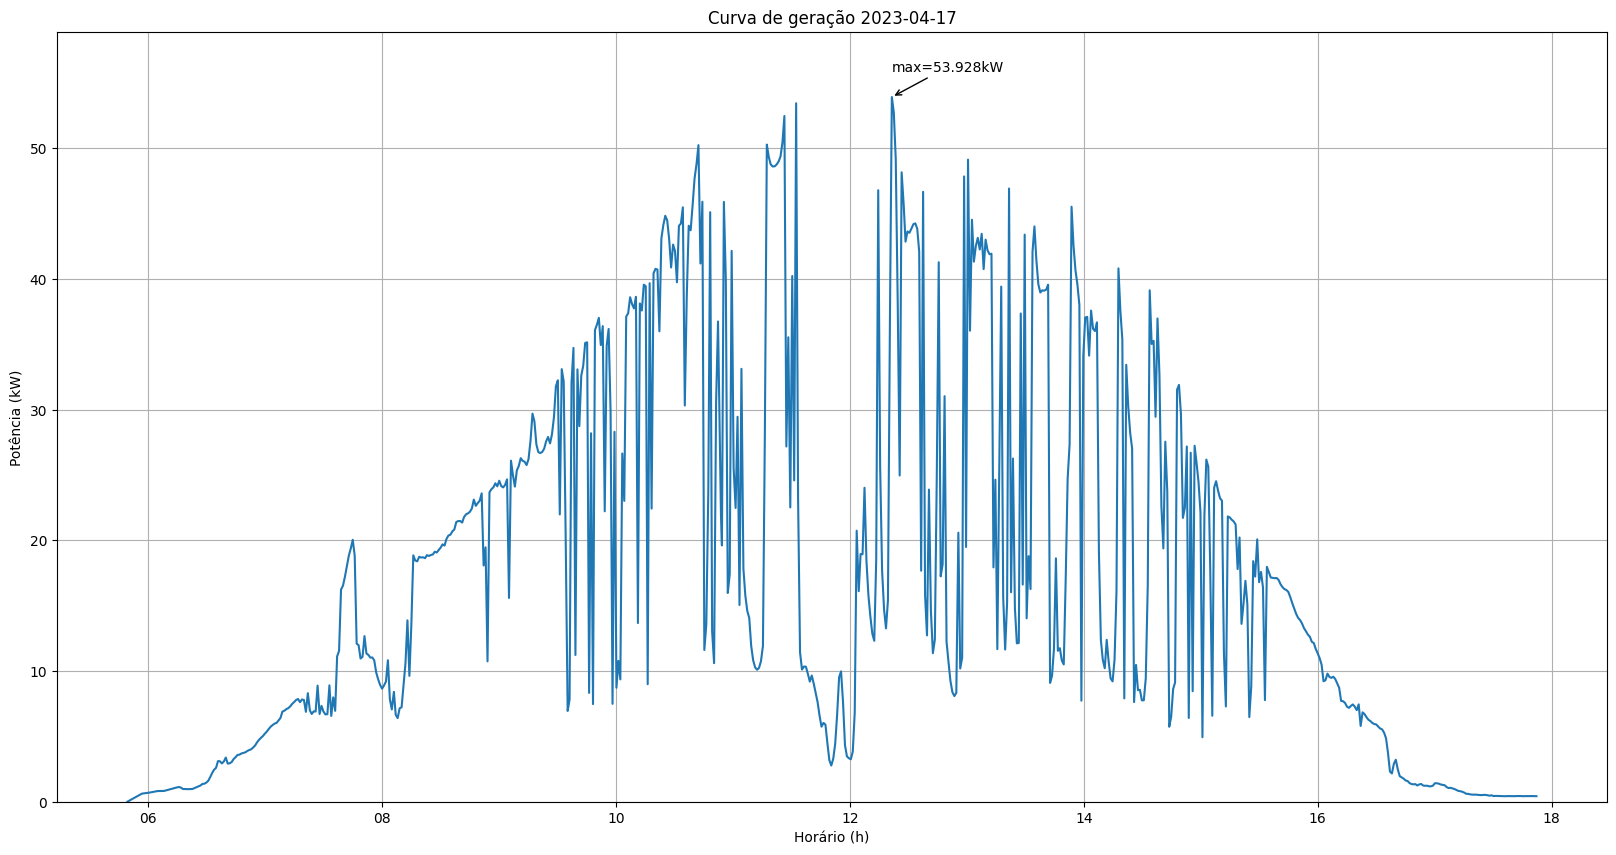 Curva de geração 2023-04-17
max=53.928kW
Potência (kW)
50
40
30
20
10
0
06 08 10 12 14 16 18
Horário (h)